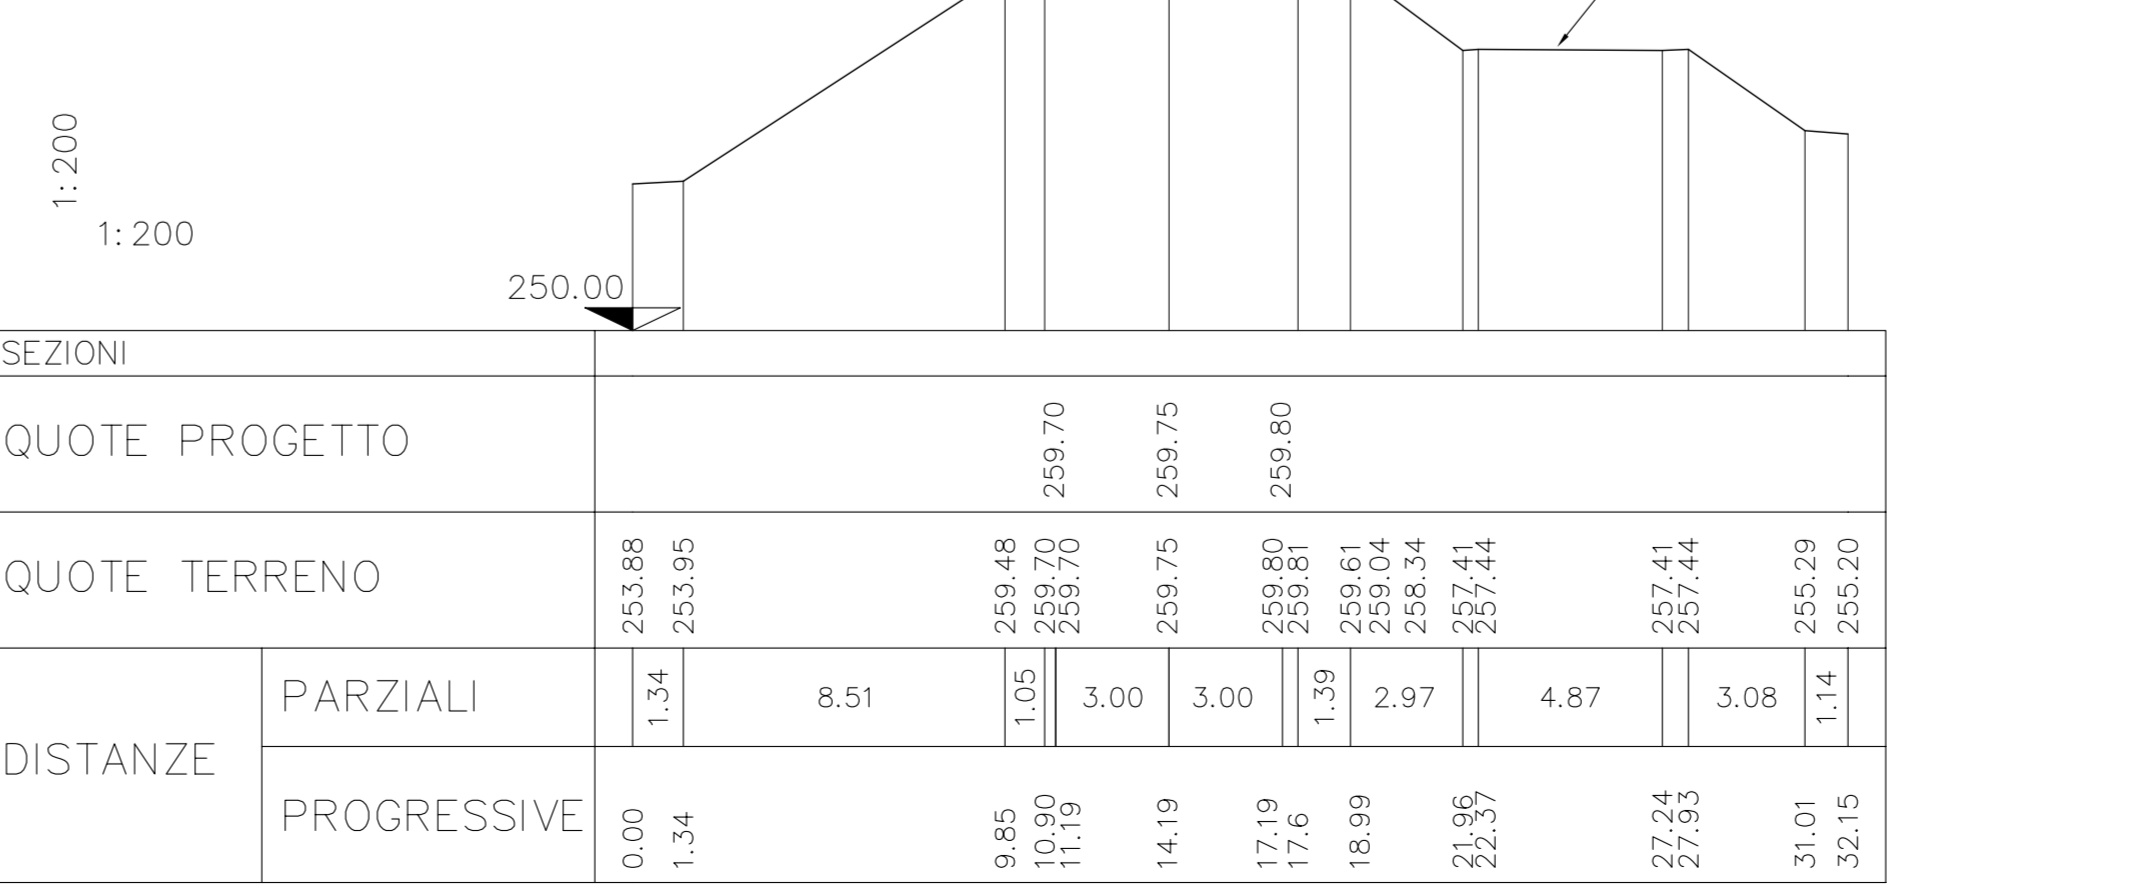 1:200
1:200
250.00
SEZIONI
QUOTE PROGETTO
259.70 259.75 259.80
QUOTE TERRENO
253.88 253.95 259.48 259.70 259.70 259.75 259.80 259.81 259.61 259.04 258.34 257.41 257.44 257.41 257.44 255.29 255.20
DISTANZE
PARZIALI
1.34 8.51 1.05 3.00 3.00 1.39 2.97 4.87 3.08 1.14
PROGRESSIVE
0.00 1.34 9.85 10.90 11.19 14.19 17.19 17.6 18.99 21.96 22.37 27.24 27.93 31.01 32.15